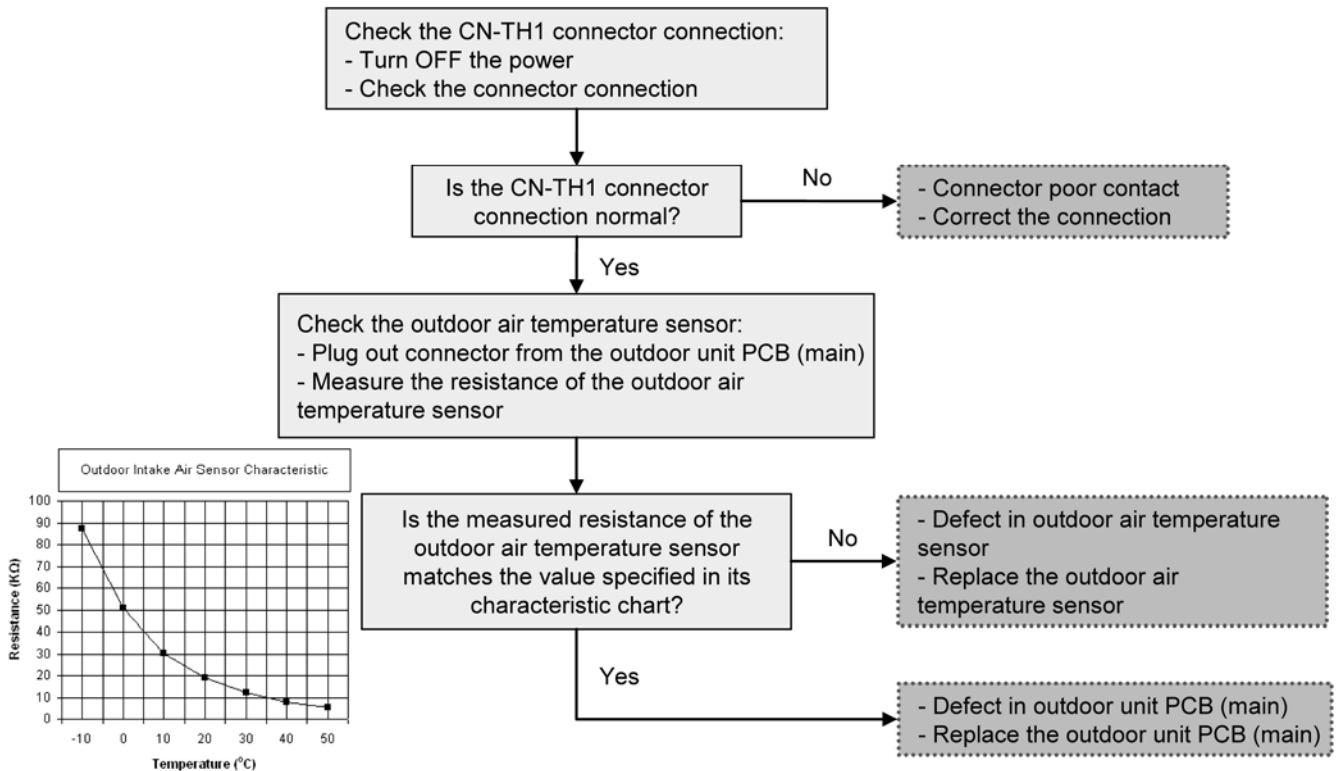 Check the CN-TH1 connector connection:
- Turn OFF the power
- Check the connector connection
Is the CN-TH1 connector
connection normal?
No
- Connector poor contact
- Correct the connection
Yes
Check the outdoor air temperature sensor:
- Plug out connector from the outdoor unit PCB (main)
- Measure the resistance of the outdoor air
temperature sensor
Outdoor Intake Air Sensor Characteristic
Resistance (KΩ)
100
90
80
70
60
50
40
30
20
10
0
-10 0 10 20 30 40 50
Temperature (°C)
Is the measured resistance of the
outdoor air temperature sensor
matches the value specified in its
characteristic chart?
No
- Defect in outdoor air temperature
sensor
- Replace the outdoor air
temperature sensor
Yes
- Defect in outdoor unit PCB (main)
- Replace the outdoor unit PCB (main)